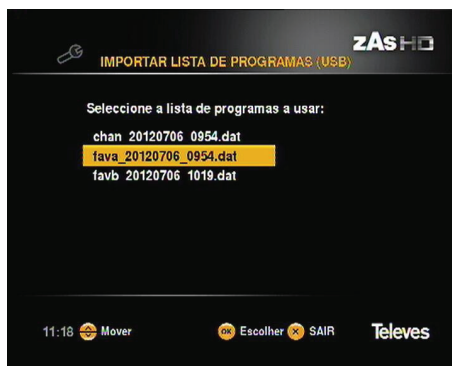 zAs HD
IMPORTAR LISTA DE PROGRAMAS (USB)
Seleccione a lista de programas a usar:
chan_20120706_0954.dat
fava_20120706_0954.dat
favb_20120706_1019.dat
11:18 Mover OK Escolher × SAIR Televes